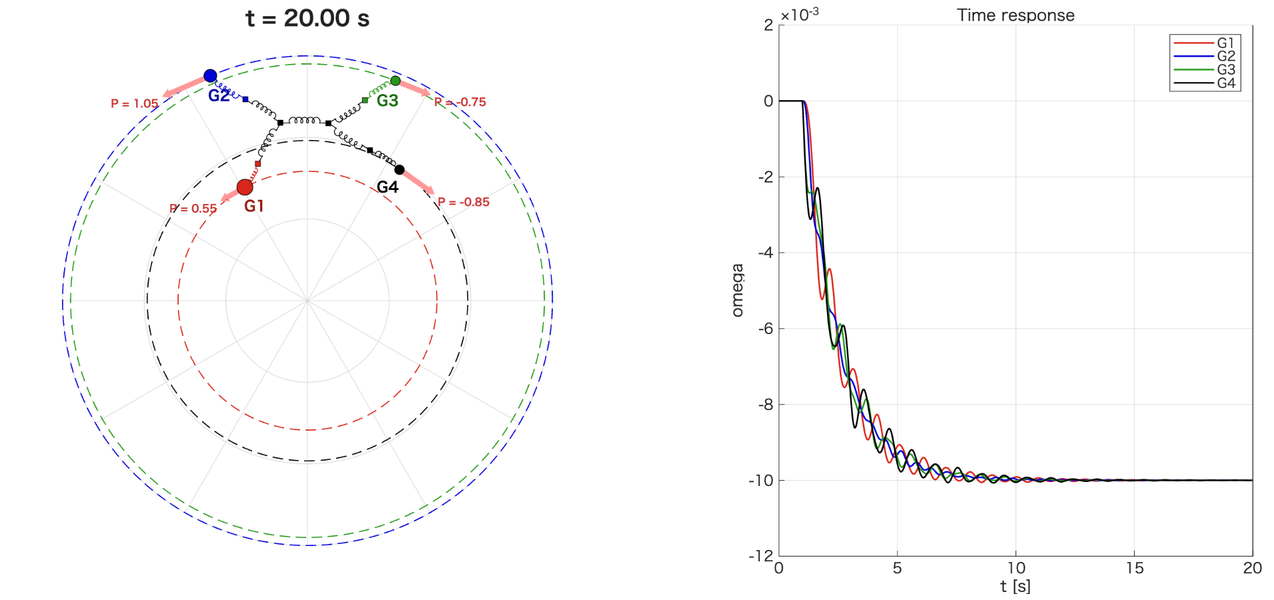 t = 20.00 s
P = 1.05
G2
G3
P = -0.75
G4
P = -0.85
P = 0.55
G1
Time response
×10-3
2
0
-2
-4
-6
-8
-10
-12
omega
0
5
10
15
20
t [s]
G1
G2
G3
G4